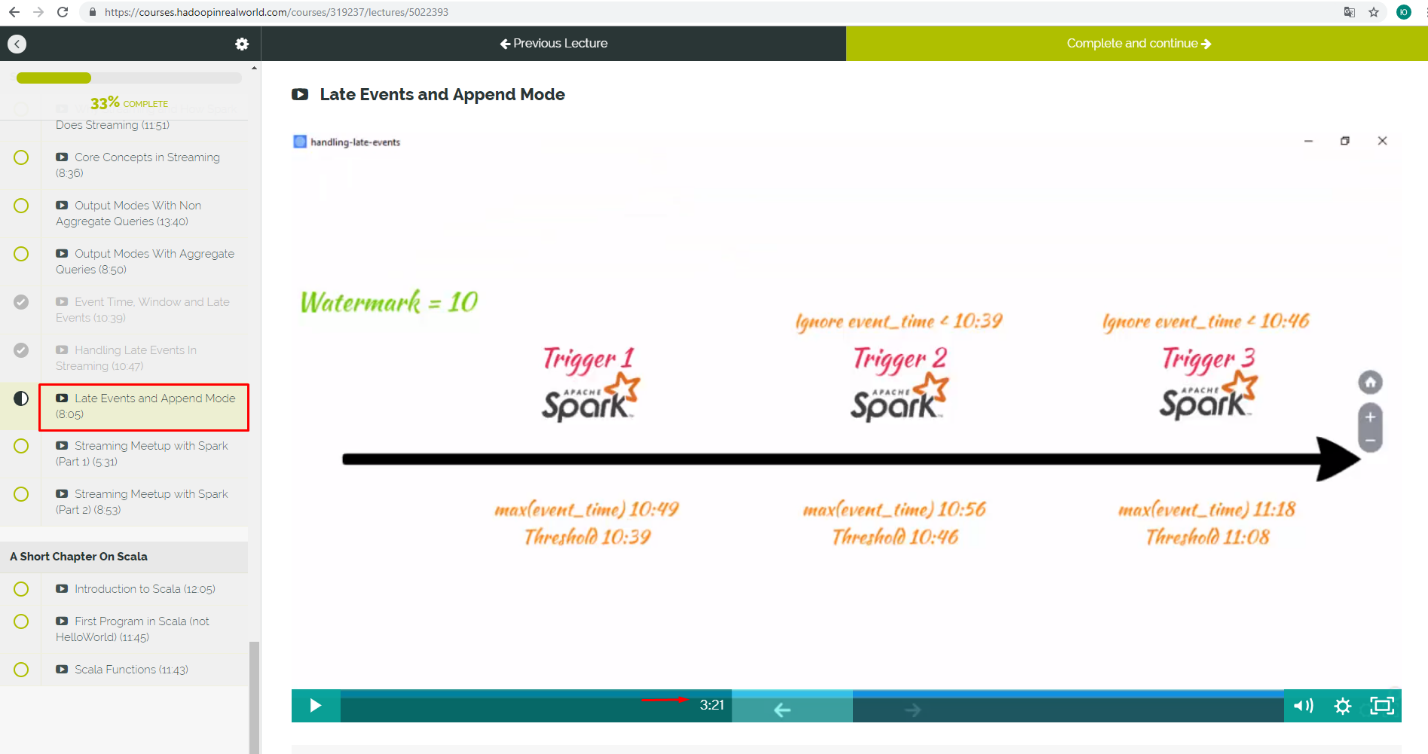 https://courses.hadoopinrealworld.com/courses/319237/lectures/5022393
IO
← Previous Lecture
Complete and continue →
33% COMPLETE
Does Streaming (11:51)
Core Concepts in Streaming
(8:36)
Output Modes With Non
Aggregate Queries (13:40)
Output Modes With Aggregate
Queries (8:50)
Event Time, Window and Late
Events (10:39)
Handling Late Events In
Streaming (10:47)
Late Events and Append Mode
(8:05)
Streaming Meetup with Spark
(Part 1) (5:31)
Streaming Meetup with Spark
(Part 2) (8:53)
A Short Chapter On Scala
Introduction to Scala (12:05)
First Program in Scala (not
HelloWorld) (11:45)
Scala Functions (11:43)
Late Events and Append Mode
handling-late-events
Watermark = 10
Ignore event_time < 10:39
Ignore event_time < 10:46
Trigger 1
Trigger 2
Trigger 3
APACHE Spark™
APACHE Spark™
APACHE Spark™
max(event_time) 10:49
Threshold 10:39
max(event_time) 10:56
Threshold 10:46
max(event_time) 11:18
Threshold 11:08
3:21